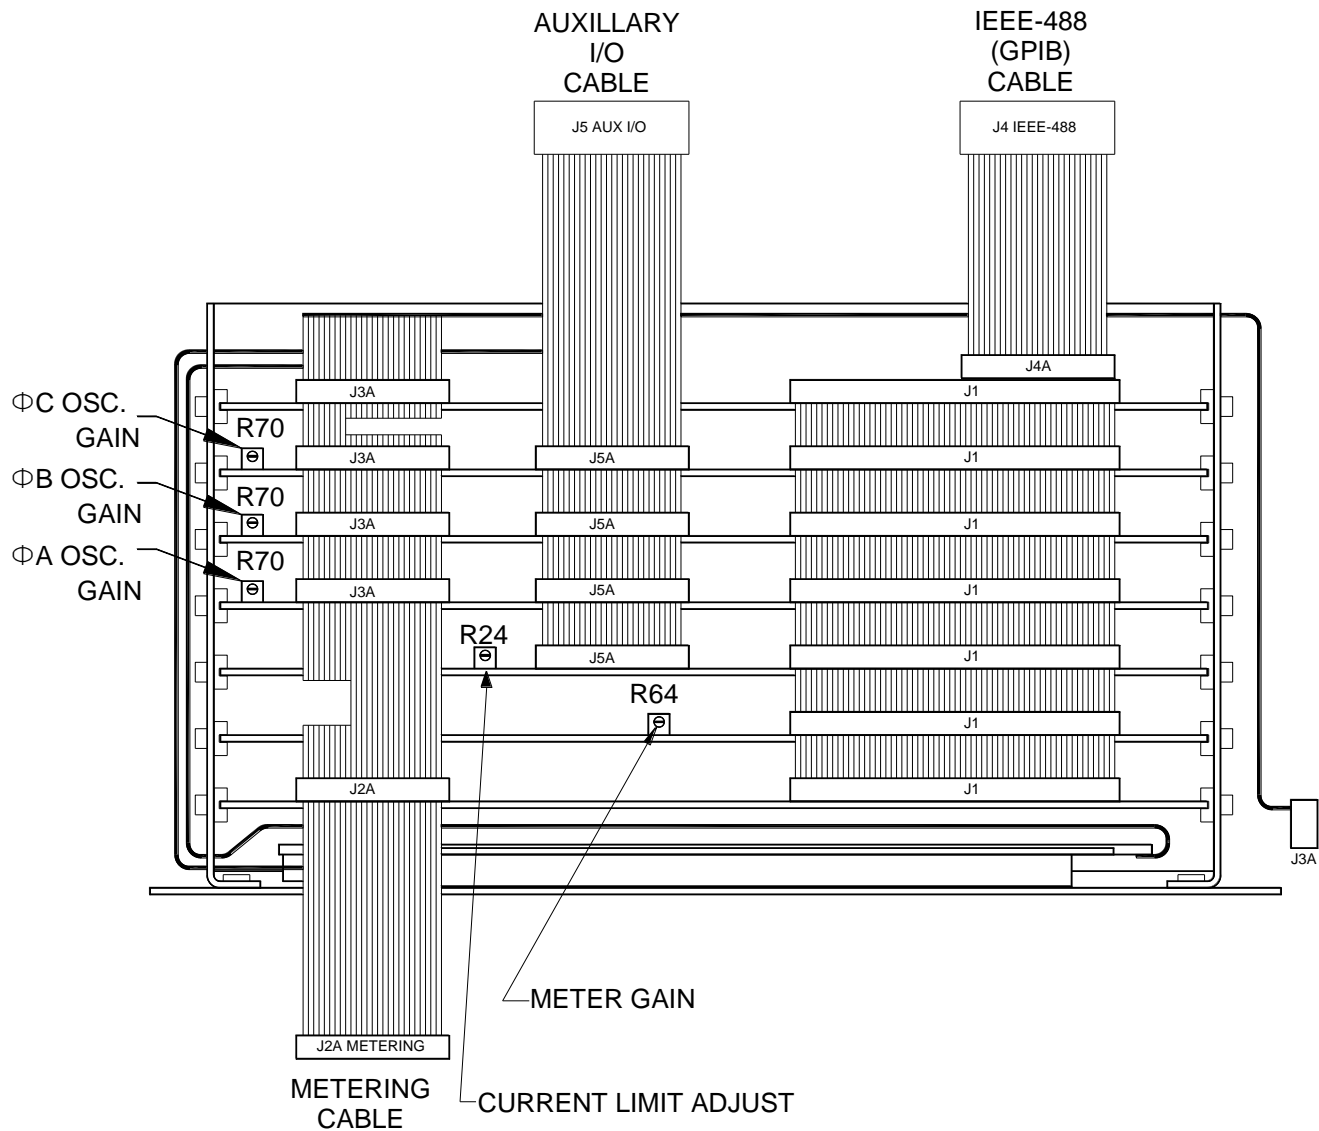 AUXILLARY
I/O
CABLE
IEEE-488
(GPIB)
CABLE
J5 AUX I/O
J4 IEEE-488
J4A
J3A
J1
ΦC OSC.
GAIN
R70
J3A
J5A
J1
ΦB OSC.
GAIN
R70
J3A
J5A
J1
ΦA OSC.
GAIN
R70
J3A
J5A
J1
R24
J5A
J1
R64
J1
J2A
J1
J3A
METER GAIN
J2A METERING
METERING
CABLE
CURRENT LIMIT ADJUST